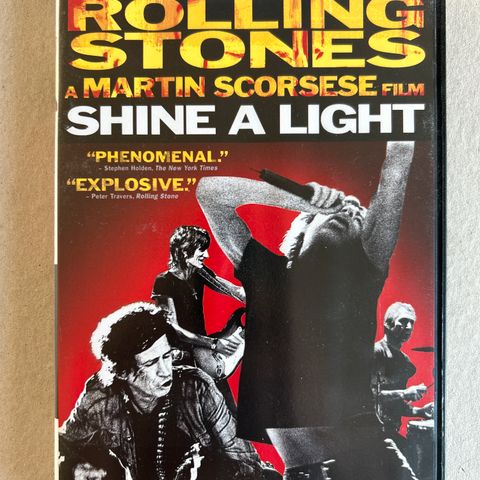 ROLLING
STONES
A MARTIN SCORSESE FILM
SHINE A LIGHT
“PHENOMENAL.”
– Stephen Holden, The New York Times
“EXPLOSIVE.”
– Peter Travers, Rolling Stone